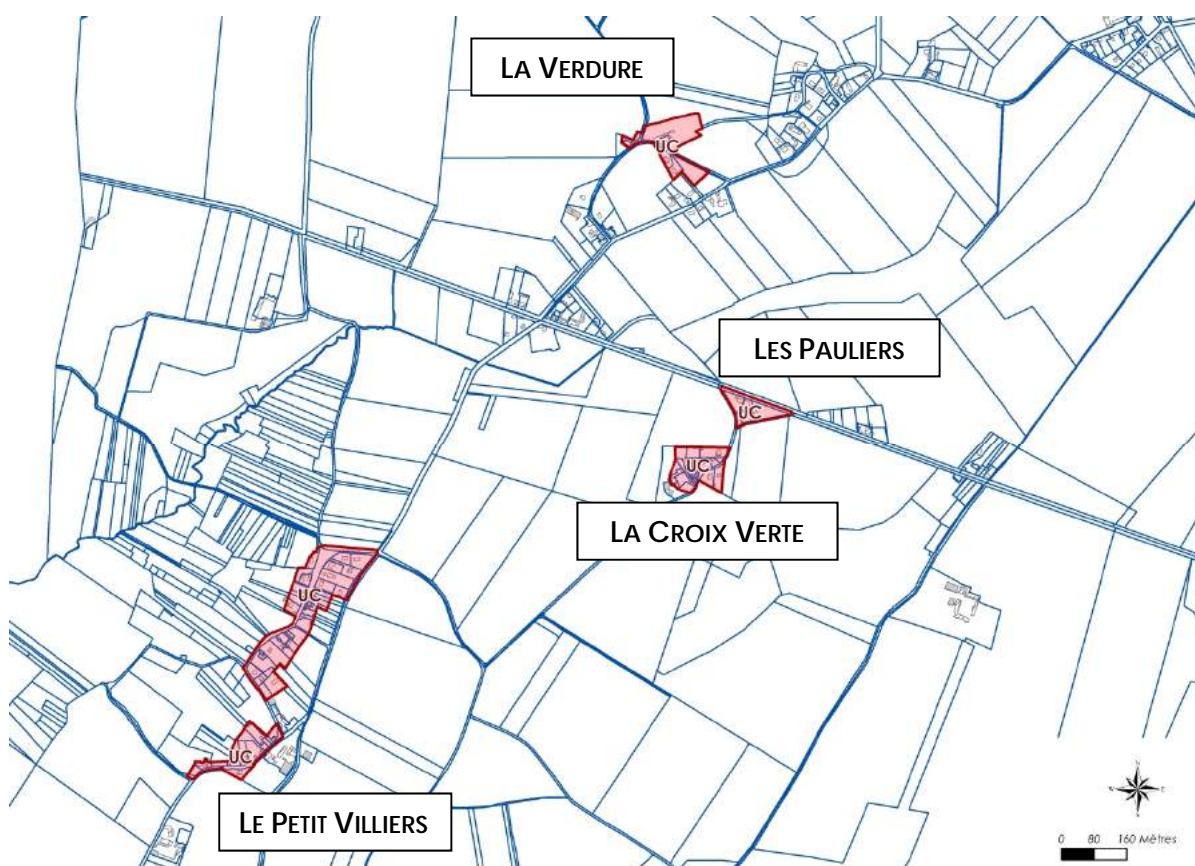 LA VERDURE
UC
LES PAULIERS
UC
UC
LA CROIX VERTE
UC
UC
LE PETIT VILLIERS
N
W E
S
0 80 160 Mètres